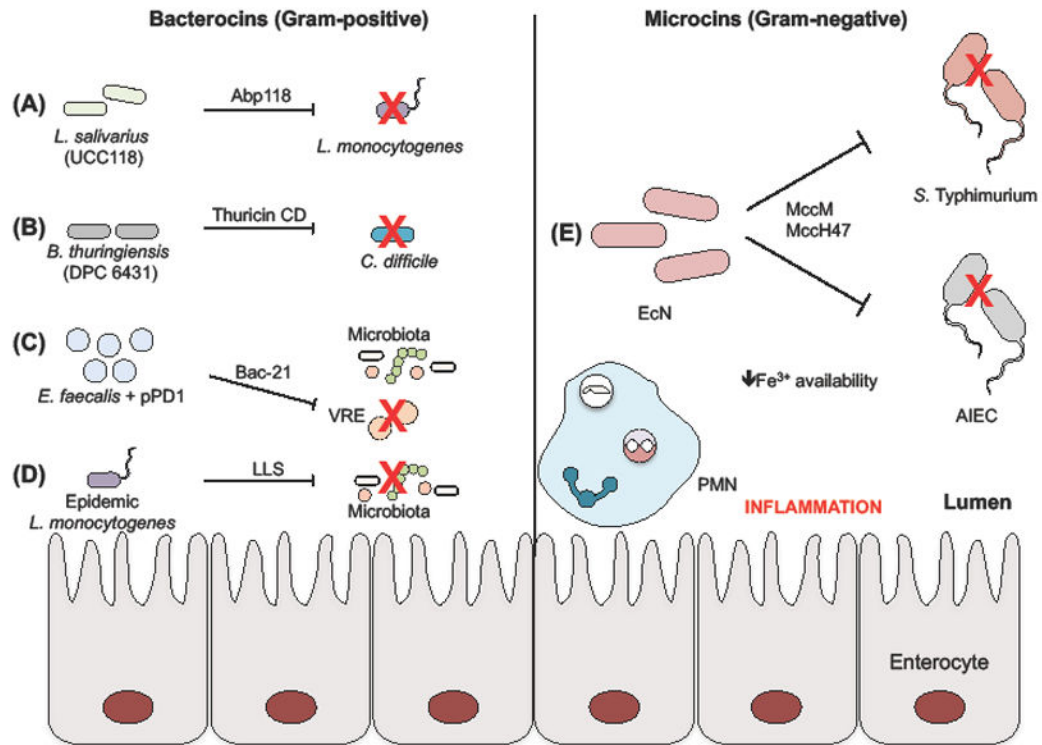 Bacterocins (Gram-positive)
Microcins (Gram-negative)
(A)
L. salivarius
(UCC118)
Abp118
L. monocytogenes
(B)
B. thuringiensis
(DPC 6431)
Thuricin CD
C. difficile
(C)
E. faecalis + pPD1
Bac-21
Microbiota
VRE
(D)
Epidemic
L. monocytogenes
LLS
Microbiota
(E)
EcN
MccM
MccH47
S. Typhimurium
AIEC
↓Fe³⁺ availability
PMN
INFLAMMATION
Lumen
Enterocyte